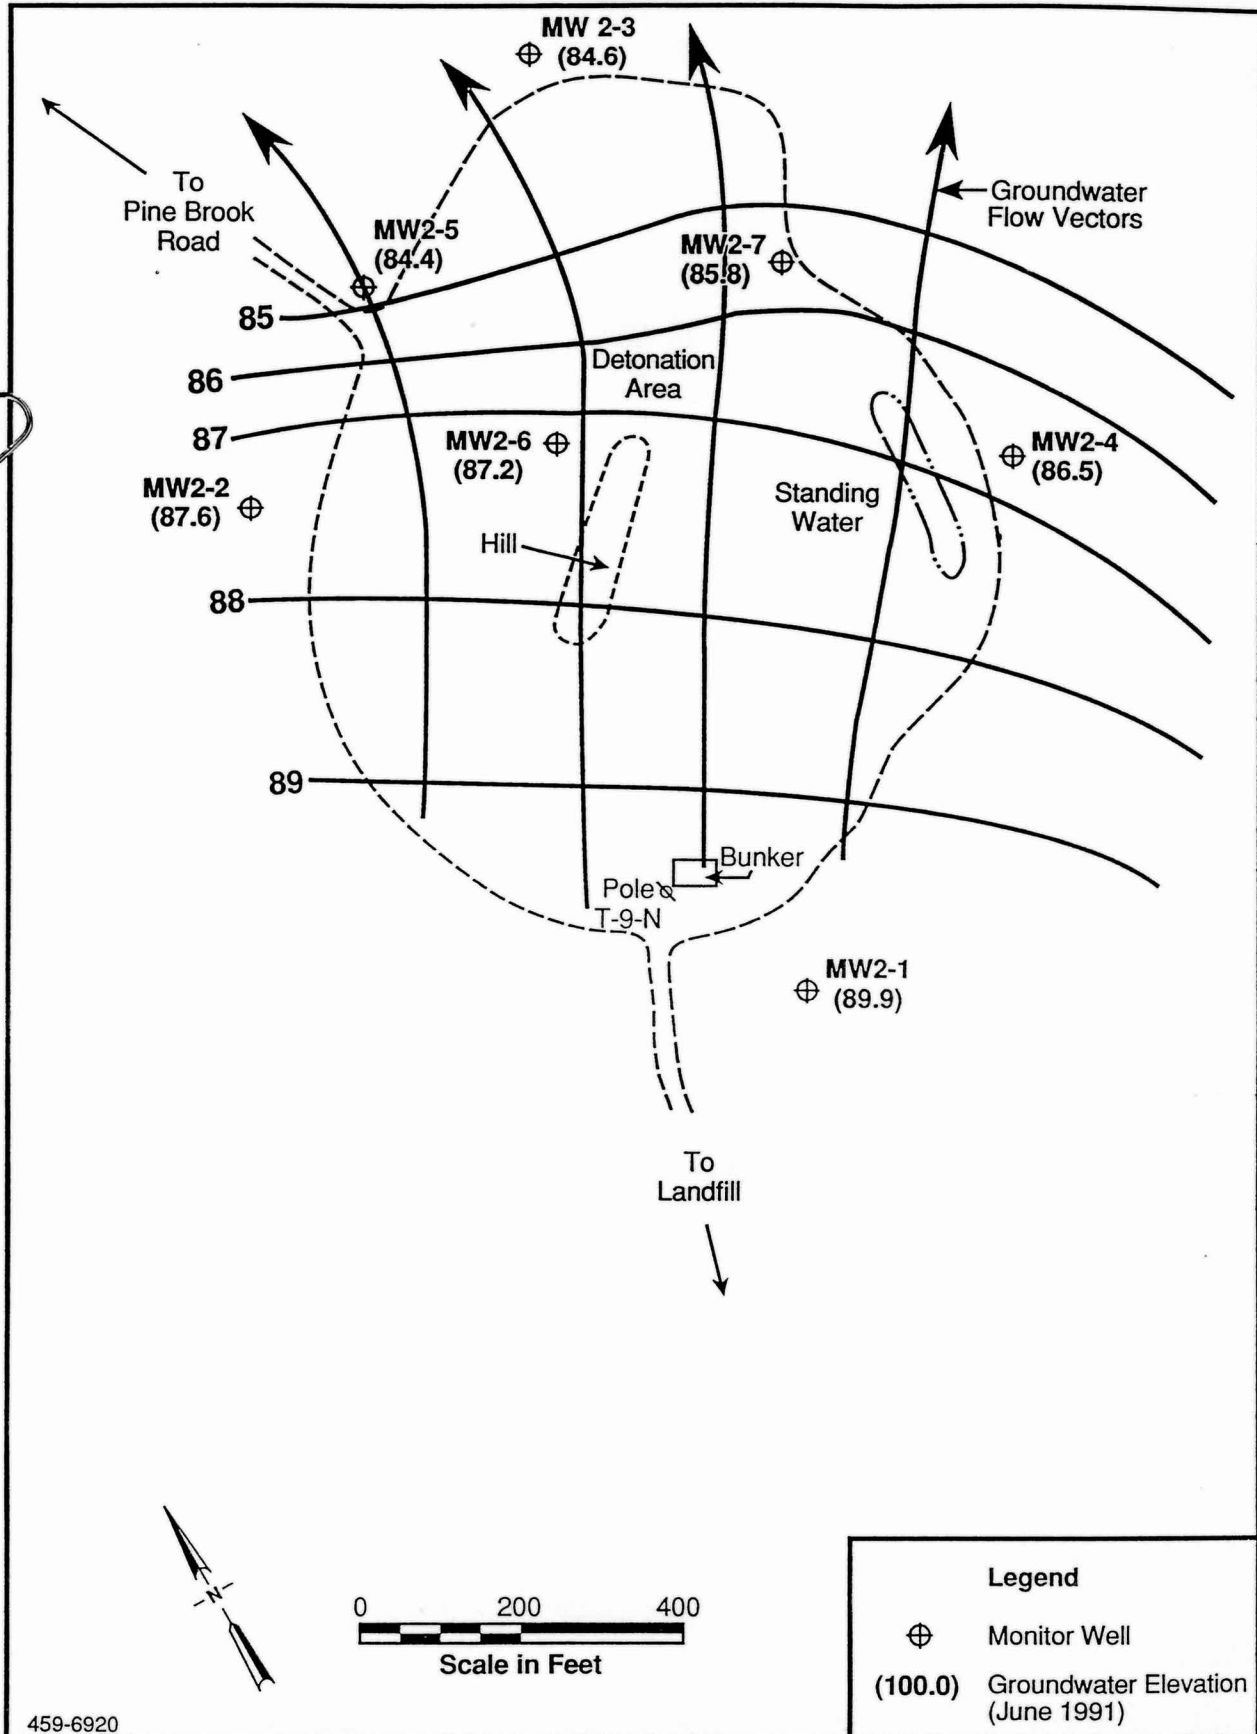 MW 2-3
(84.6)
To
Pine Brook
Road
Groundwater
Flow Vectors
MW2-5
(84.4)
MW2-7
(85.8)
85
86
Detonation
Area
87
MW2-6
(87.2)
MW2-4
(86.5)
MW2-2
(87.6)
Standing
Water
Hill
88
89
Bunker
Pole
T-9-N
MW2-1
(89.9)
To
Landfill
N
0 200 400
Scale in Feet
Legend
Monitor Well
(100.0) Groundwater Elevation
(June 1991)
459-6920